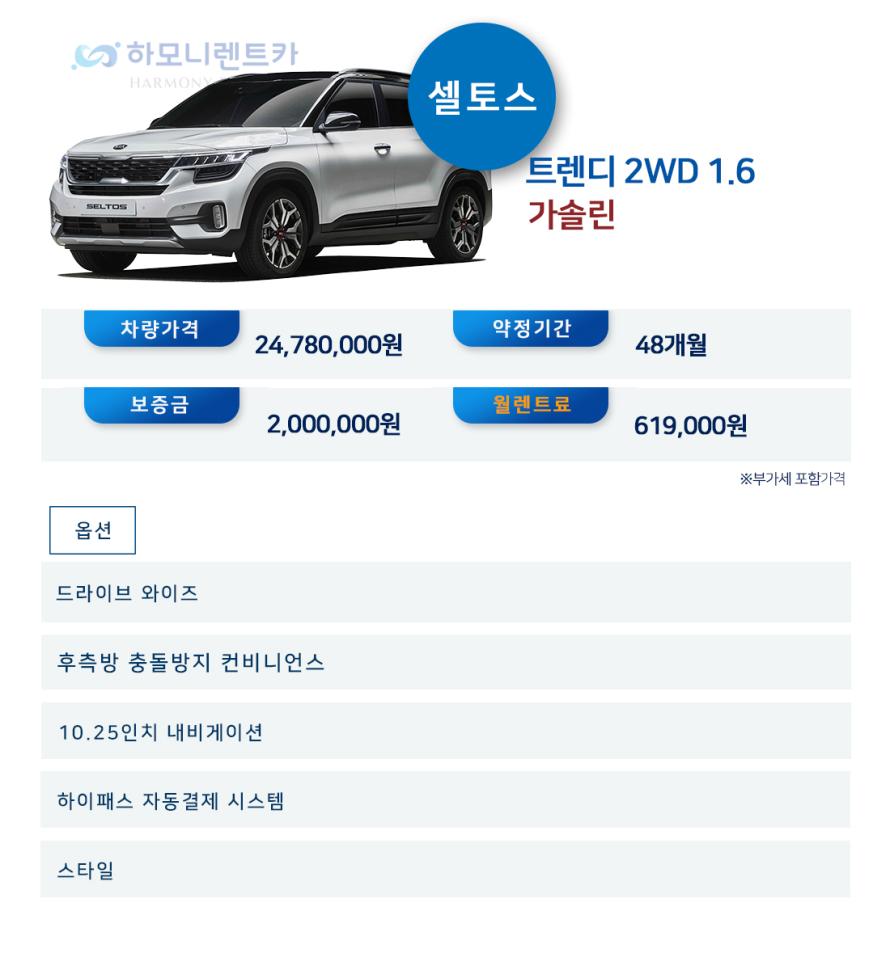 하모니렌트카
HARMONY
셀토스
SELTOS
트렌디 2WD 1.6
가솔린
차량가격
24,780,000원
약정기간
48개월
보증금
2,000,000원
월렌트료
619,000원
※부가세 포함가격
옵션
드라이브 와이즈
후측방 충돌방지 컨비니언스
10.25인치 내비게이션
하이패스 자동결제 시스템
스타일